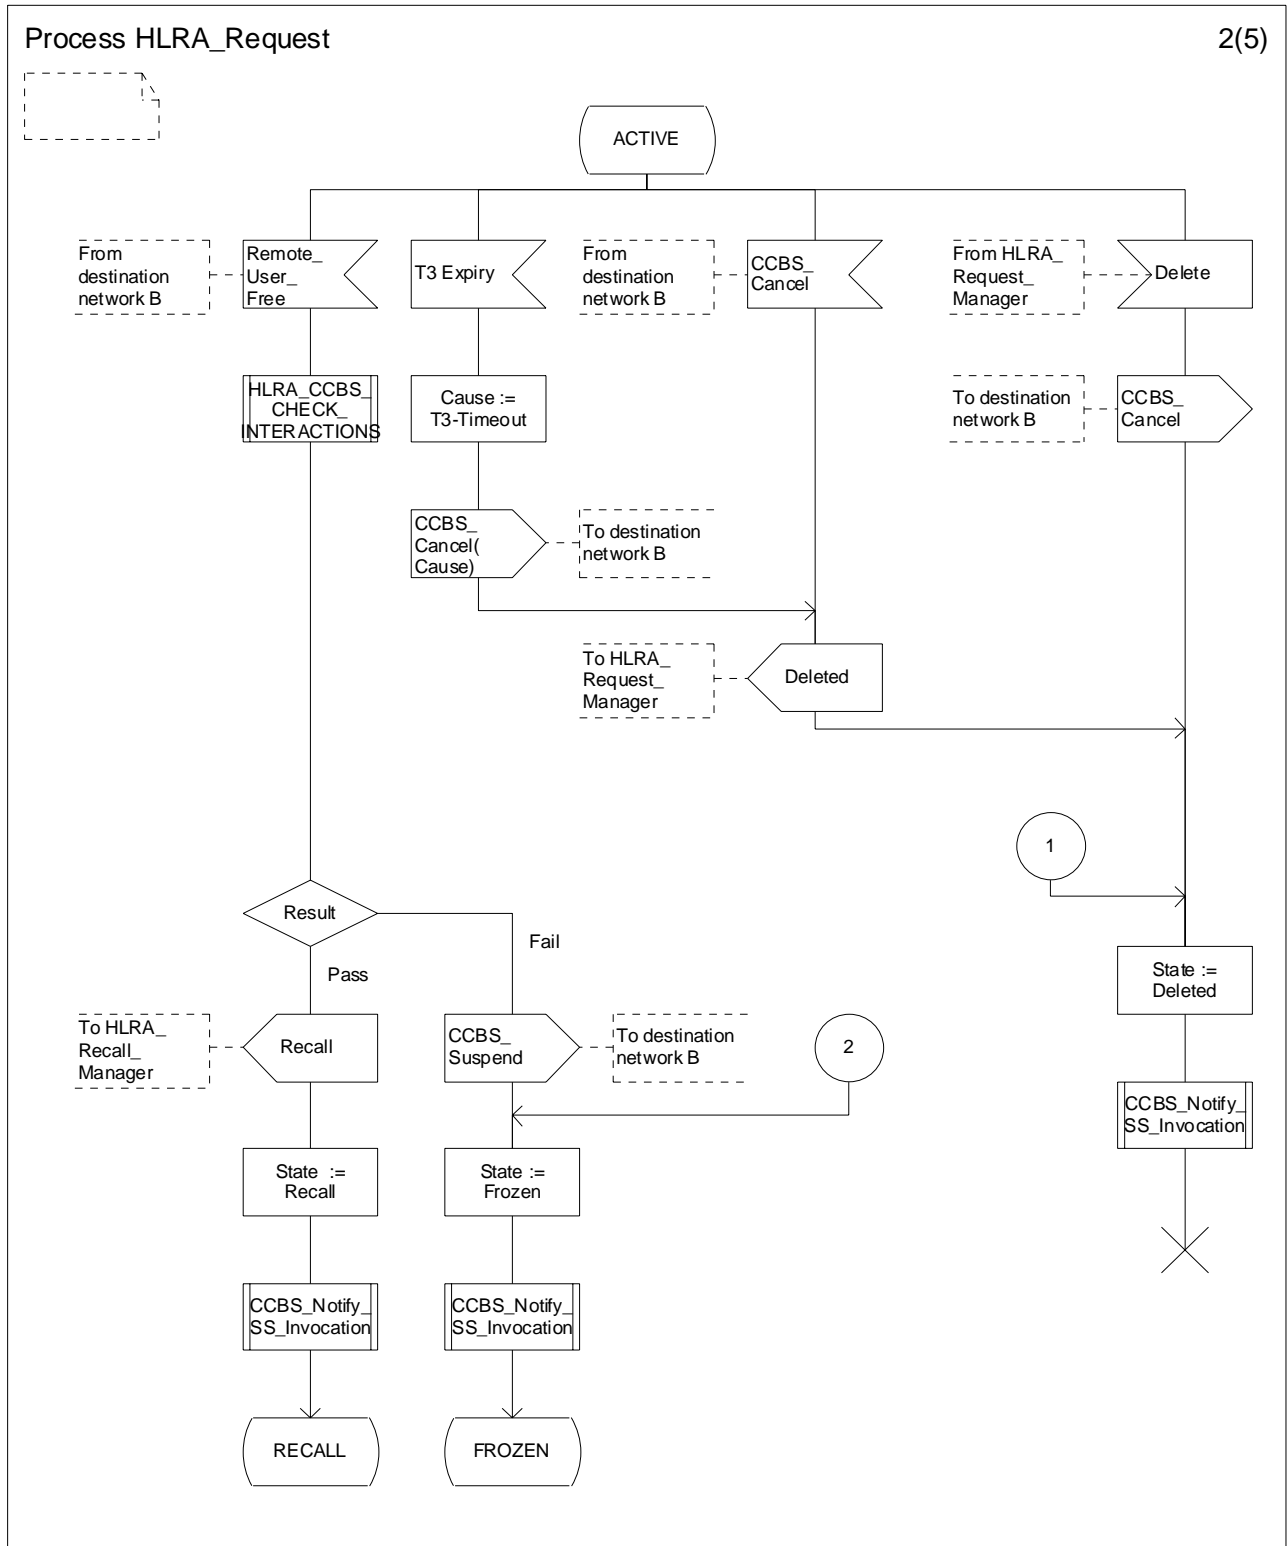 Process HLRA_Request
2(5)
ACTIVE
From
destination
network B
Remote_
User_
Free
T3 Expiry
From
destination
network B
CCBS_
Cancel
From HLRA_
Request_
Manager
Delete
HLRA_CCBS_
CHECK_
INTERACTIONS
Cause :=
T3-Timeout
To destination
network B
CCBS_
Cancel
CCBS_
Cancel(
Cause)
To destination
network B
To HLRA_
Request_
Manager
Deleted
1
Result
Fail
Pass
State :=
Deleted
To HLRA_
Recall_
Manager
Recall
CCBS_
Suspend
To destination
network B
2
CCBS_Notify_
SS_Invocation
State :=
Recall
State :=
Frozen
CCBS_Notify_
SS_Invocation
CCBS_Notify_
SS_Invocation
RECALL
FROZEN